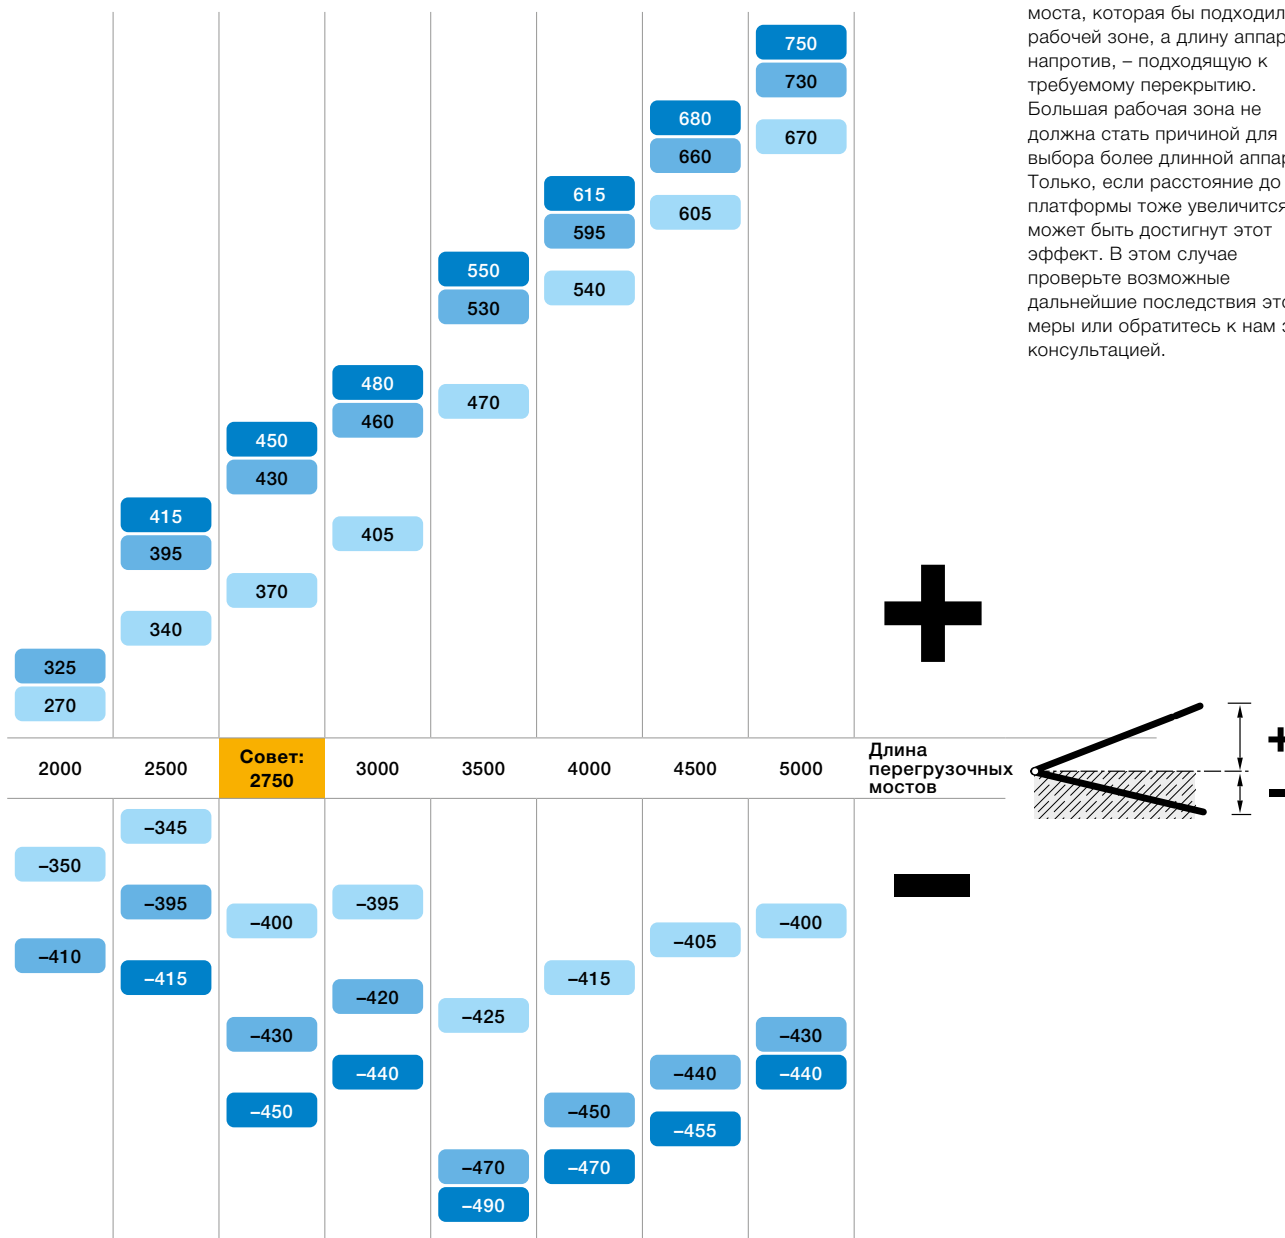 моста, которая бы подходил
рабочей зоне, а длину аппар
напротив, – подходящую к
требуемому перекрытию.
Большая рабочая зона не
должна стать причиной для
выбора более длинной аппар
Только, если расстояние до
платформы тоже увеличится
может быть достигнут этот
эффект. В этом случае
проверьте возможные
дальнейшие последствия это
меры или обратитесь к нам з
консультацией.
750
730
680
670
660
615
605
595
550
540
530
480
470
460
450
430
415
405
395
370
340
325
270
+
2000 2500 Совет: 2750 3000 3500 4000 4500 5000
Длина
перегрузочных
мостов
+
–
–345
–350
–395 –395
–400 –400
–405
–410
–415 –415
–420
–425
–430 –430
–440 –440 –440
–450 –450
–455
–470 –470
–490
–